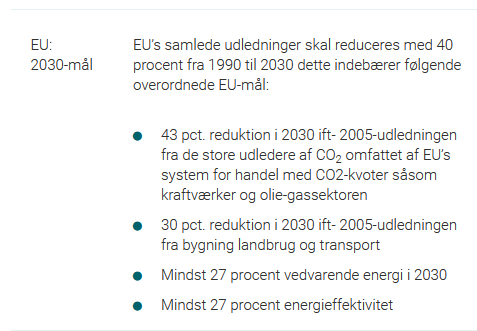 EU:
2030-mål
EU's samlede udledninger skal reduceres med 40
procent fra 1990 til 2030 dette indebærer følgende
overordnede EU-mål:
43 pct. reduktion i 2030 ift- 2005-udledningen
fra de store udledere af CO₂ omfattet af EU's
system for handel med CO2-kvoter såsom
kraftværker og olie-gassektoren
30 pct. reduktion i 2030 ift- 2005-udledningen
fra bygning landbrug og transport
Mindst 27 procent vedvarende energi i 2030
Mindst 27 procent energieffektivitet